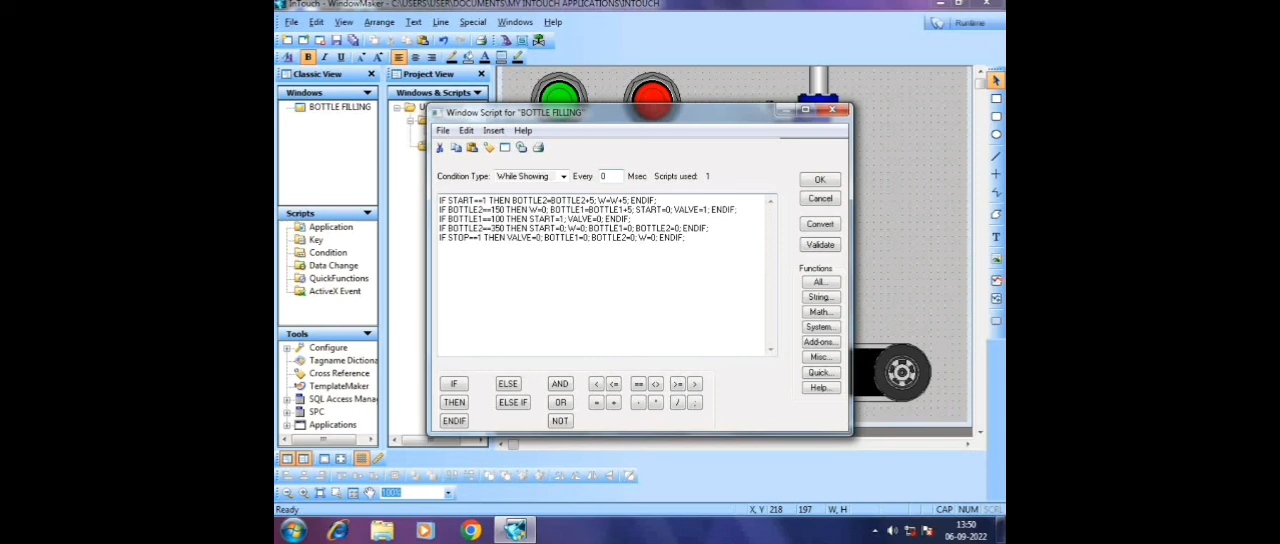 InTouch - WindowMaker - C:\USERS\USER\DOCUMENTS\MY INTOUCH APPLICATIONS\INTOUCH
File Edit View Arrange Text Line Special Windows Help
Runtime
Classic View
Project View
Windows
Windows & Scripts
BOTTLE FILLING
Window Script for "BOTTLE FILLING"
File Edit Insert Help
Condition Type: While Showing Every 0 Msec Scripts used: 1
IF START==1 THEN BOTTLE2=BOTTLE2+5; W=W+5; ENDIF;
IF BOTTLE2==150 THEN W=0; BOTTLE1=BOTTLE1+5; START=0; VALVE=1; ENDIF;
IF BOTTLE1==100 THEN START=1; VALVE=0; ENDIF;
IF BOTTLE2==350 THEN START=0; W=0; BOTTLE1=0; BOTTLE2=0; ENDIF;
IF STOP==1 THEN VALVE=0; BOTTLE1=0; BOTTLE2=0; W=0; ENDIF;
OK
Cancel
Convert
Validate
Functions
All...
String...
Math...
System...
Add-ons...
Misc...
Quick...
Help...
IF ELSE AND < <= == <> >= >
THEN ELSE IF OR
ENDIF NOT
Scripts
Application
Key
Condition
Data Change
QuickFunctions
ActiveX Event
Tools
Configure
Tagname Dictiona
Cross Reference
TemplateMaker
SQL Access Mana
SPC
Applications
100%
Ready
X, Y 218 197 W, H
CAP NUM SCRL
13:50
06-09-2022